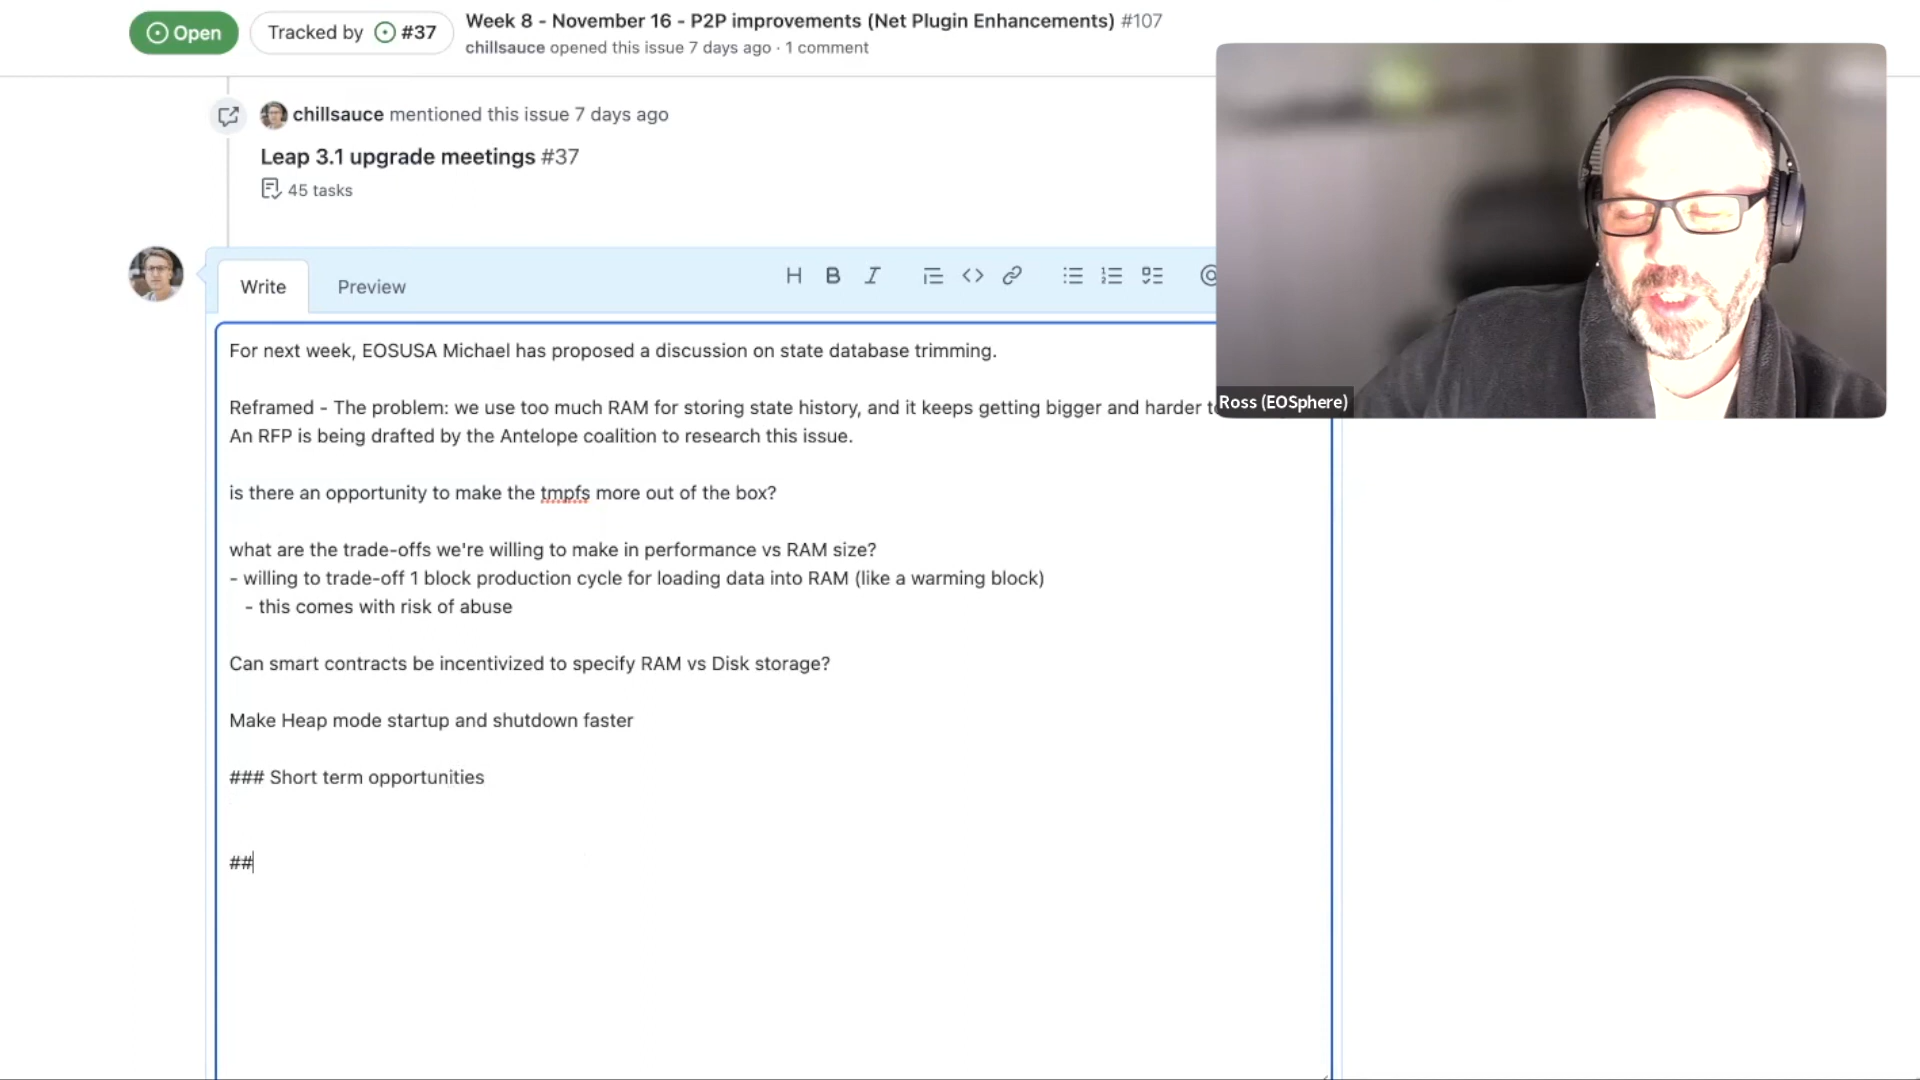 Open
Tracked by #37
Week 8 - November 16 - P2P improvements (Net Plugin Enhancements) #107
chillsauce opened this issue 7 days ago · 1 comment
chillsauce mentioned this issue 7 days ago
Leap 3.1 upgrade meetings #37
45 tasks
Write
Preview
H B I
For next week, EOSUSA Michael has proposed a discussion on state database trimming.
Reframed - The problem: we use too much RAM for storing state history, and it keeps getting bigger and harder
An RFP is being drafted by the Antelope coalition to research this issue.
is there an opportunity to make the tmpfs more out of the box?
what are the trade-offs we're willing to make in performance vs RAM size?
- willing to trade-off 1 block production cycle for loading data into RAM (like a warming block)
- this comes with risk of abuse
Can smart contracts be incentivized to specify RAM vs Disk storage?
Make Heap mode startup and shutdown faster
### Short term opportunities
##
Ross (EOSphere)